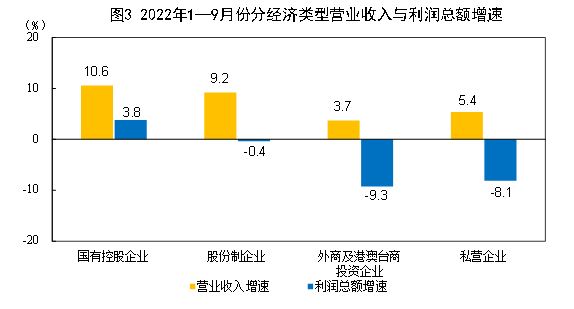 图3 2022年1—9月份分经济类型营业收入与利润总额增速
(%)
20
10
0
-10
-20
10.6
3.8
9.2
-0.4
3.7
-9.3
5.4
-8.1
国有控股企业
股份制企业
外商及港澳台商
投资企业
私营企业
营业收入增速
利润总额增速